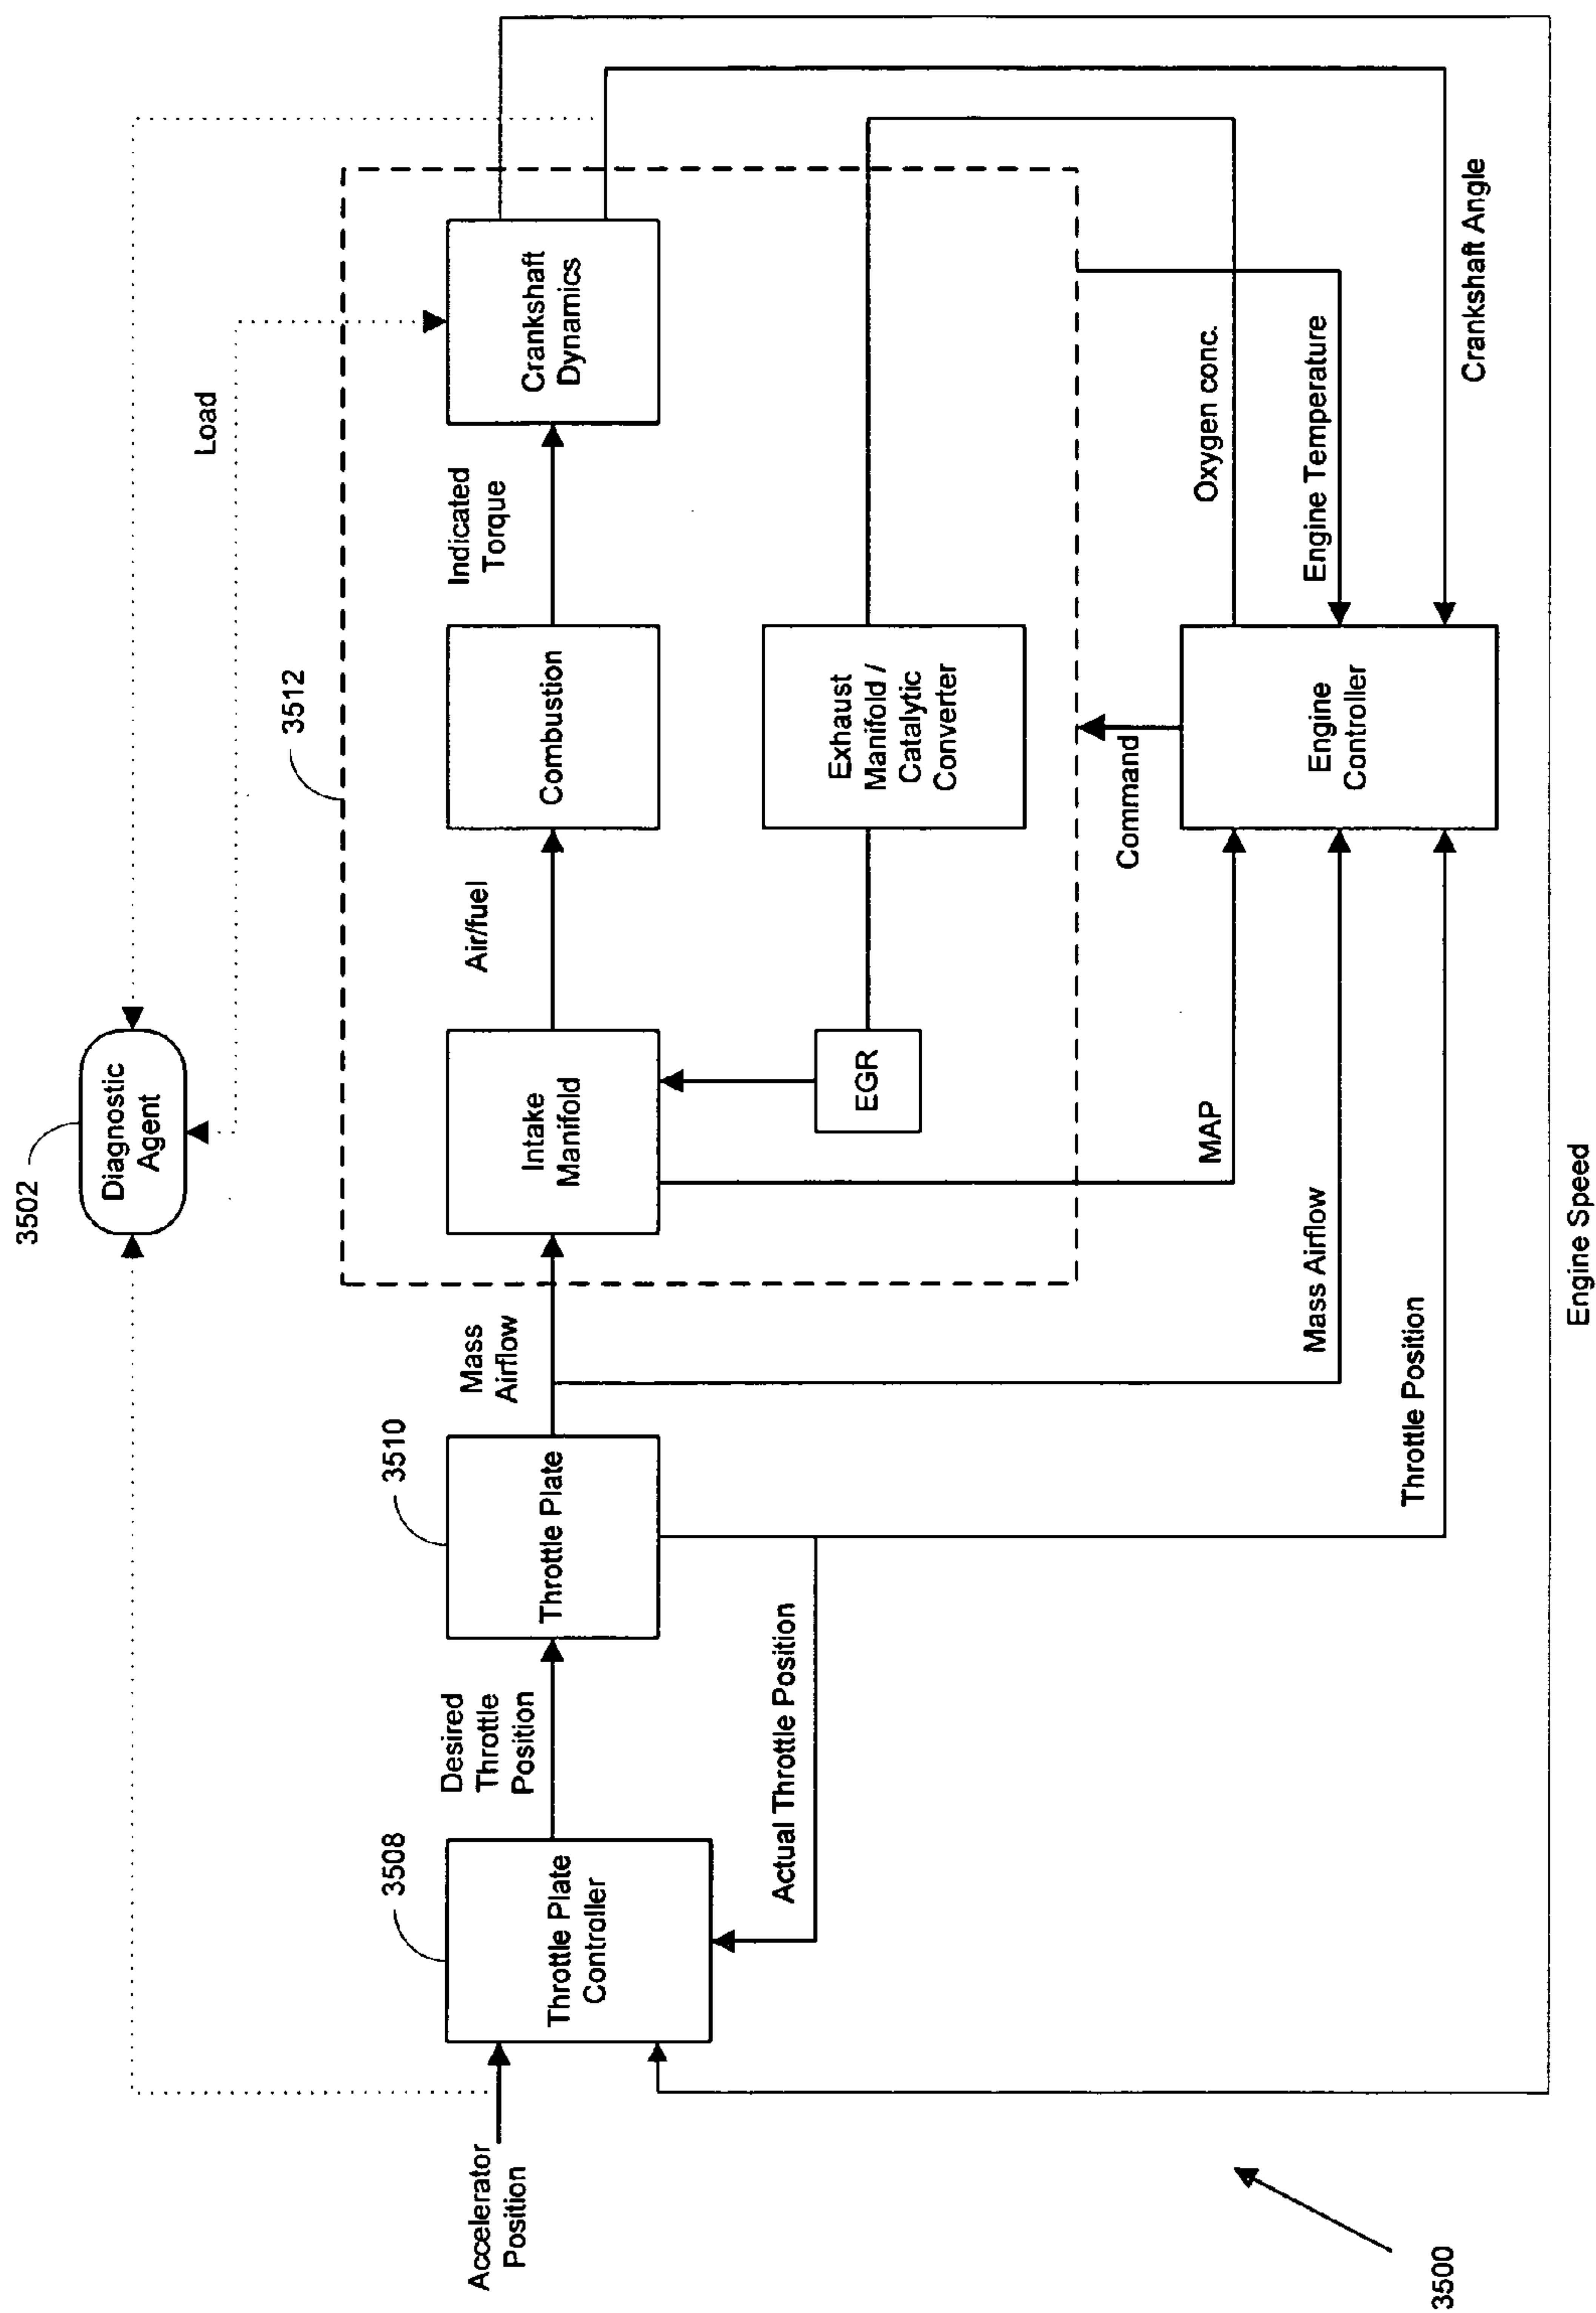 3502
Diagnostic
Agent
Load
3512
3508
3510
Accelerator
Position
Throttle Plate
Controller
Desired
Throttle
Position
Throttle Plate
Mass
Airflow
Intake
Manifold
Air/fuel
Combustion
Indicated
Torque
Crankshaft
Dynamics
Actual Throttle Position
EGR
Exhaust
Manifold /
Catalytic
Converter
Command
MAP
Oxygen conc.
Mass Airflow
Engine Temperature
Engine
Controller
Throttle Position
Crankshaft Angle
Engine Speed
3500